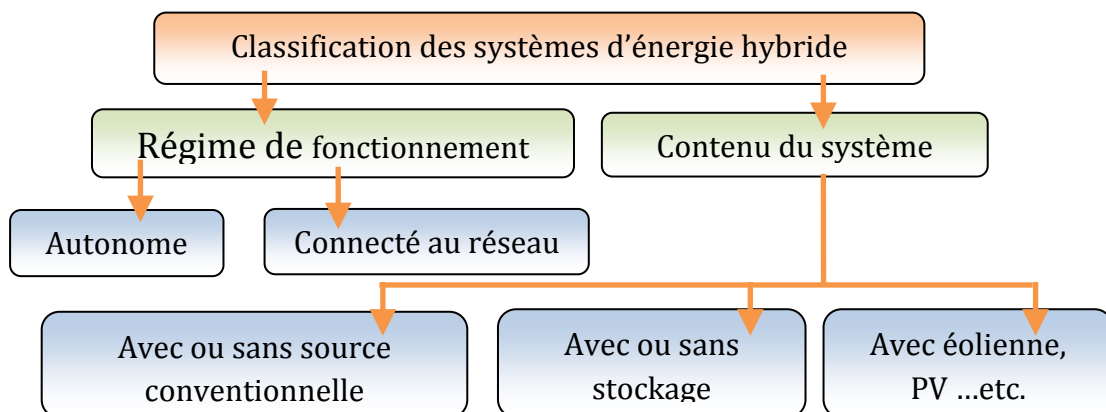 Classification des systèmes d’énergie hybride
Régime de fonctionnement
Contenu du système
Autonome
Connecté au réseau
Avec ou sans source
conventionnelle
Avec ou sans
stockage
Avec éolienne,
PV ...etc.